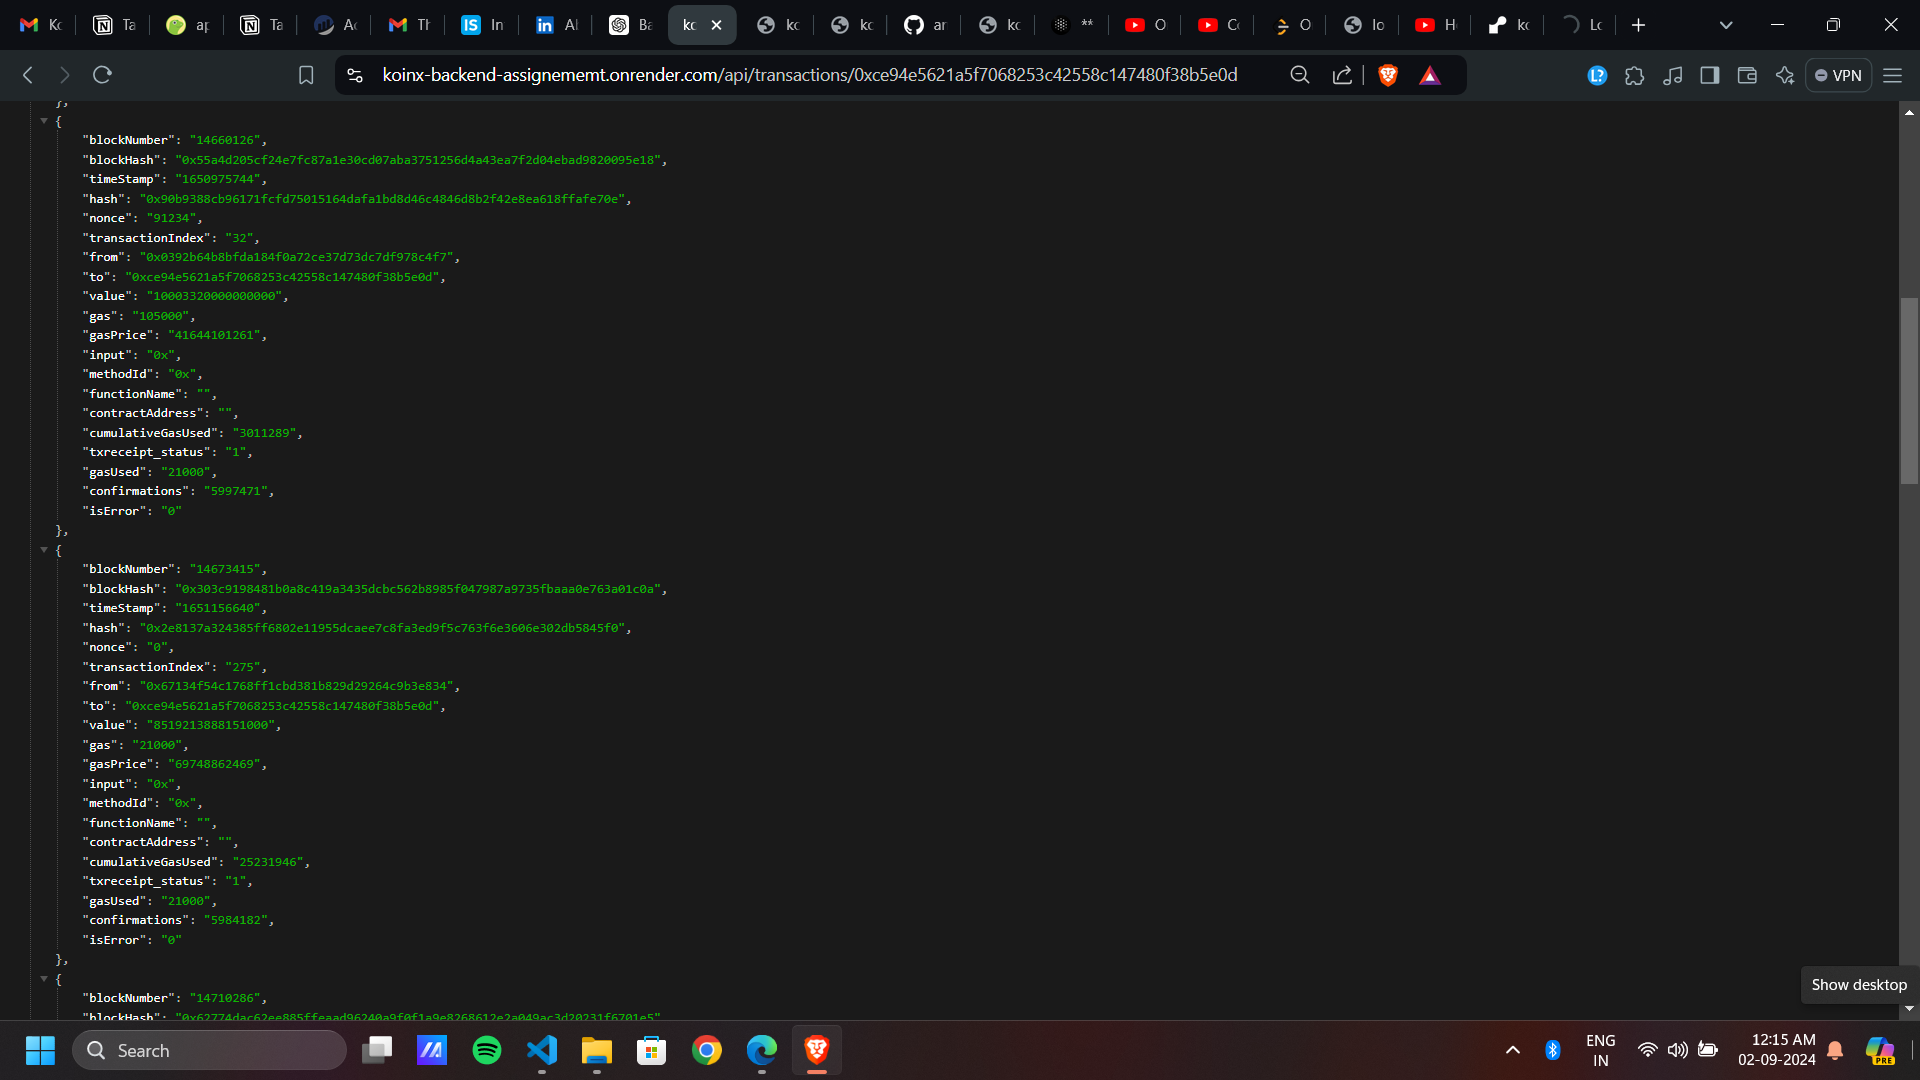 Kc
Ta
ap
Ta
Ac
Th
In
Al
Ba
kc
kc
kc
ar
kc
**
O
Co
O
lo
H
kc
Lo
koinx-backend-assignememt.onrender.com/api/transactions/0xce94e5621a5f7068253c42558c147480f38b5e0d
VPN
},
{
"blockNumber": "14660126",
"blockHash": "0x55a4d205cf24e7fc87a1e30cd07aba3751256d4a43ea7f2d04ebad9820095e18",
"timeStamp": "1650975744",
"hash": "0x90b9388cb96171fcfd75015164dafa1bd8d46c4846d8b2f42e8ea618ffafe70e",
"nonce": "91234",
"transactionIndex": "32",
"from": "0x0392b64b8bfda184f0a72ce37d73dc7df978c4f7",
"to": "0xce94e5621a5f7068253c42558c147480f38b5e0d",
"value": "10003320000000000",
"gas": "105000",
"gasPrice": "41644101261",
"input": "0x",
"methodId": "0x",
"functionName": "",
"contractAddress": "",
"cumulativeGasUsed": "3011289",
"txreceipt_status": "1",
"gasUsed": "21000",
"confirmations": "5997471",
"isError": "0"
},
{
"blockNumber": "14673415",
"blockHash": "0x303c9198481b0a8c419a3435dcbc562b8985f047987a9735fbaaa0e763a01c0a",
"timeStamp": "1651156640",
"hash": "0x2e8137a324385ff6802e11955dcaee7c8fa3ed9f5c763f6e3606e302db5845f0",
"nonce": "0",
"transactionIndex": "275",
"from": "0x67134f54c1768ff1cbd381b829d29264c9b3e834",
"to": "0xce94e5621a5f7068253c42558c147480f38b5e0d",
"value": "8519213888151000",
"gas": "21000",
"gasPrice": "69748862469",
"input": "0x",
"methodId": "0x",
"functionName": "",
"contractAddress": "",
"cumulativeGasUsed": "25231946",
"txreceipt_status": "1",
"gasUsed": "21000",
"confirmations": "5984182",
"isError": "0"
},
{
"blockNumber": "14710286",
"blockHash": "0x62774dac62ee885ffeaad96240a9f0f1a9e8268612e2a049ac3d20231f6701e5"
Show desktop
Search
ENG
IN
12:15 AM
02-09-2024
PRE